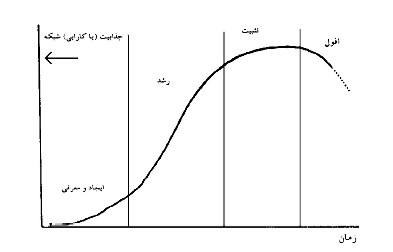 جذابیت (یا کارایی) شبکه
تثبیت
افول
رشد
ایجاد و معرفی
زمان